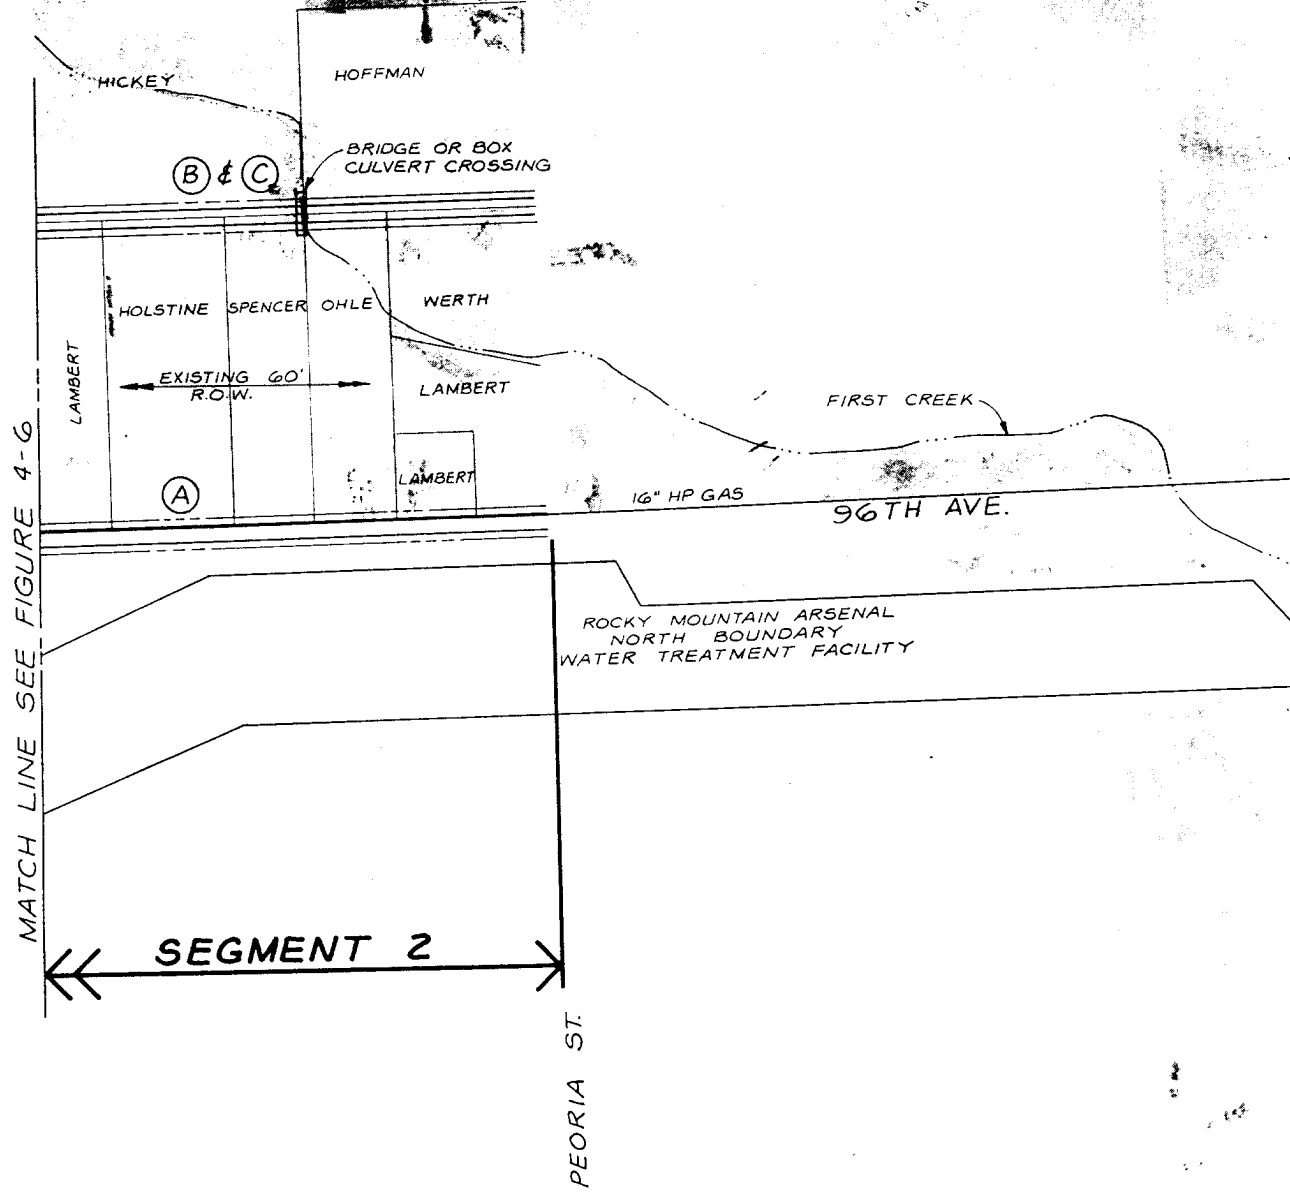 HICKEY
HOFFMAN
BRIDGE OR BOX
CULVERT CROSSING
B & C
HOLSTINE
SPENCER
OHLE
WERTH
LAMBERT
EXISTING 60'
R.O.W.
LAMBERT
FIRST CREEK
LAMBERT
A
16" HP GAS
96TH AVE.
MATCH LINE SEE FIGURE 4-6
ROCKY MOUNTAIN ARSENAL
NORTH BOUNDARY
WATER TREATMENT FACILITY
SEGMENT 2
PEORIA ST.